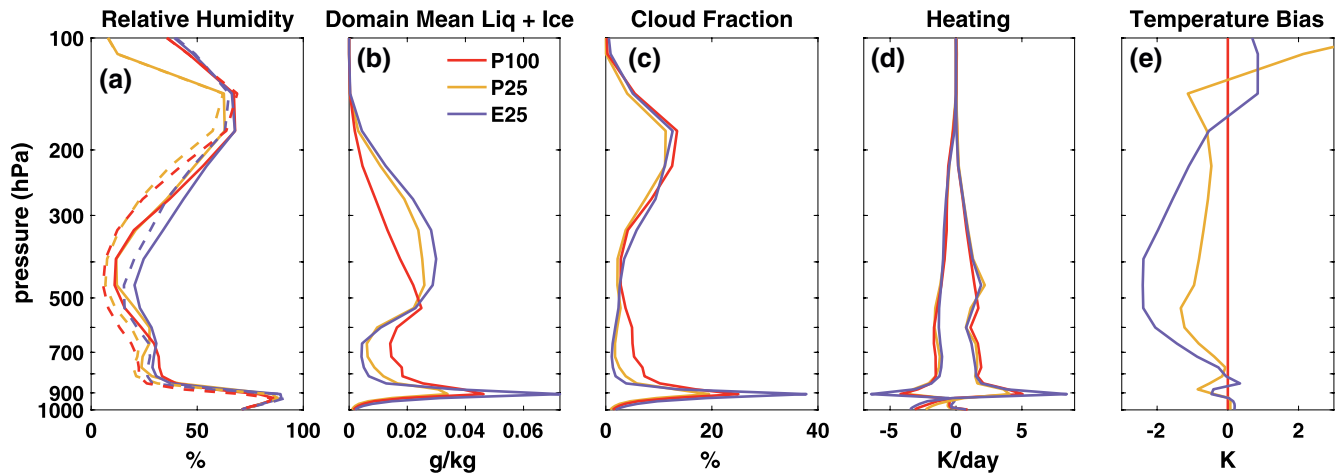 Relative Humidity
Domain Mean Liq + Ice
Cloud Fraction
Heating
Temperature Bias
(a)
(b)
(c)
(d)
(e)
P100
P25
E25
pressure (hPa)
100
200
300
500
700
900
1000
0 50 100
%
0 0.02 0.04 0.06
g/kg
0 20 40
%
-5 0 5
K/day
-2 0 2
K